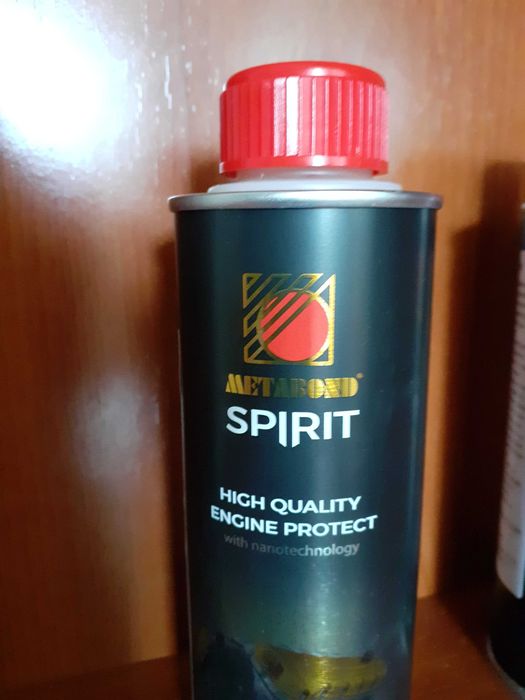 METABOND®
SPIRIT
HIGH QUALITY
ENGINE PROTECT
with nanotechnology